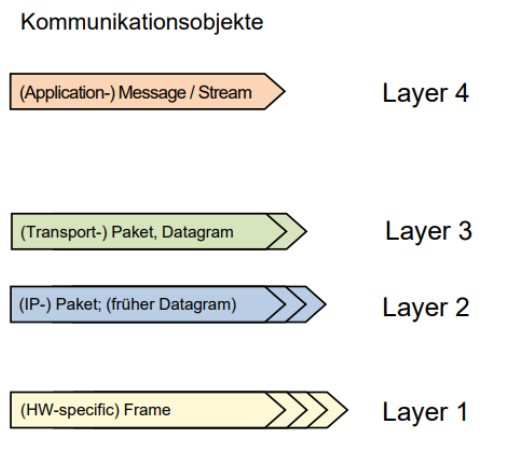 Kommunikationsobjekte
(Application-) Message / Stream Layer 4
(Transport-) Paket, Datagram Layer 3
(IP-) Paket; (früher Datagram) Layer 2
(HW-specific) Frame Layer 1